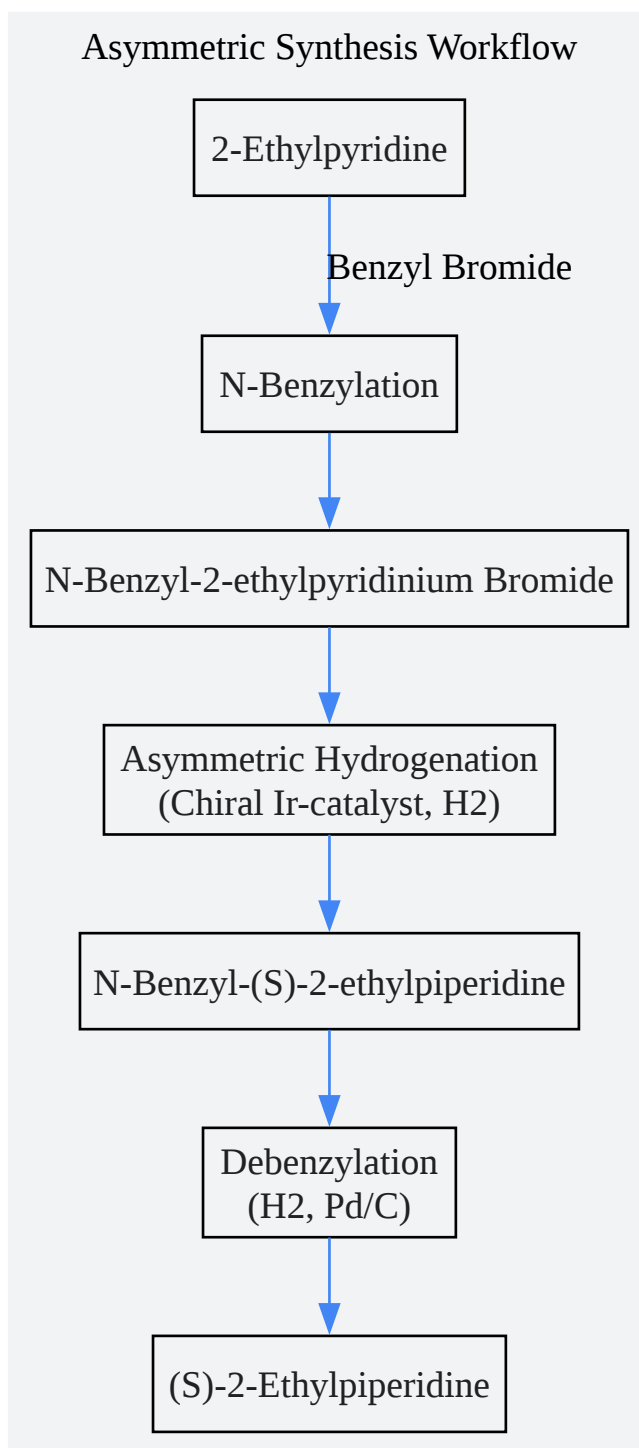 Asymmetric Synthesis Workflow
2-Ethylpyridine
Benzyl Bromide
N-Benzylation
N-Benzyl-2-ethylpyridinium Bromide
Asymmetric Hydrogenation
(Chiral Ir-catalyst, H2)
N-Benzyl-(S)-2-ethylpiperidine
Debenzylation
(H2, Pd/C)
(S)-2-Ethylpiperidine